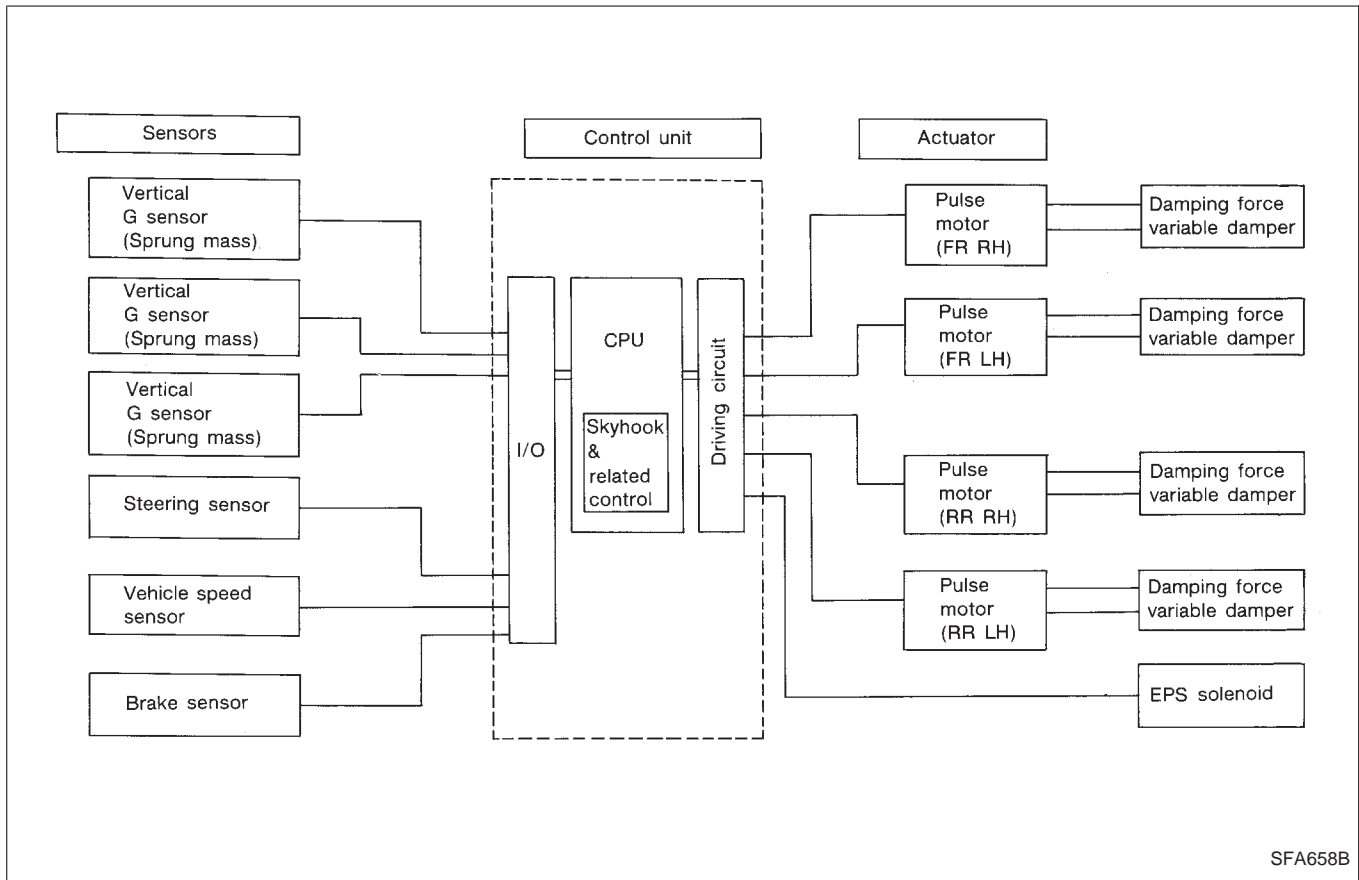 Sensors
Control unit
Actuator
Vertical
G sensor
(Sprung mass)
Vertical
G sensor
(Sprung mass)
Vertical
G sensor
(Sprung mass)
Steering sensor
Vehicle speed
sensor
Brake sensor
I/O
CPU
Skyhook
&
related
control
Driving circuit
Pulse
motor
(FR RH)
Pulse
motor
(FR LH)
Pulse
motor
(RR RH)
Pulse
motor
(RR LH)
Damping force
variable damper
Damping force
variable damper
Damping force
variable damper
Damping force
variable damper
EPS solenoid
SFA658B